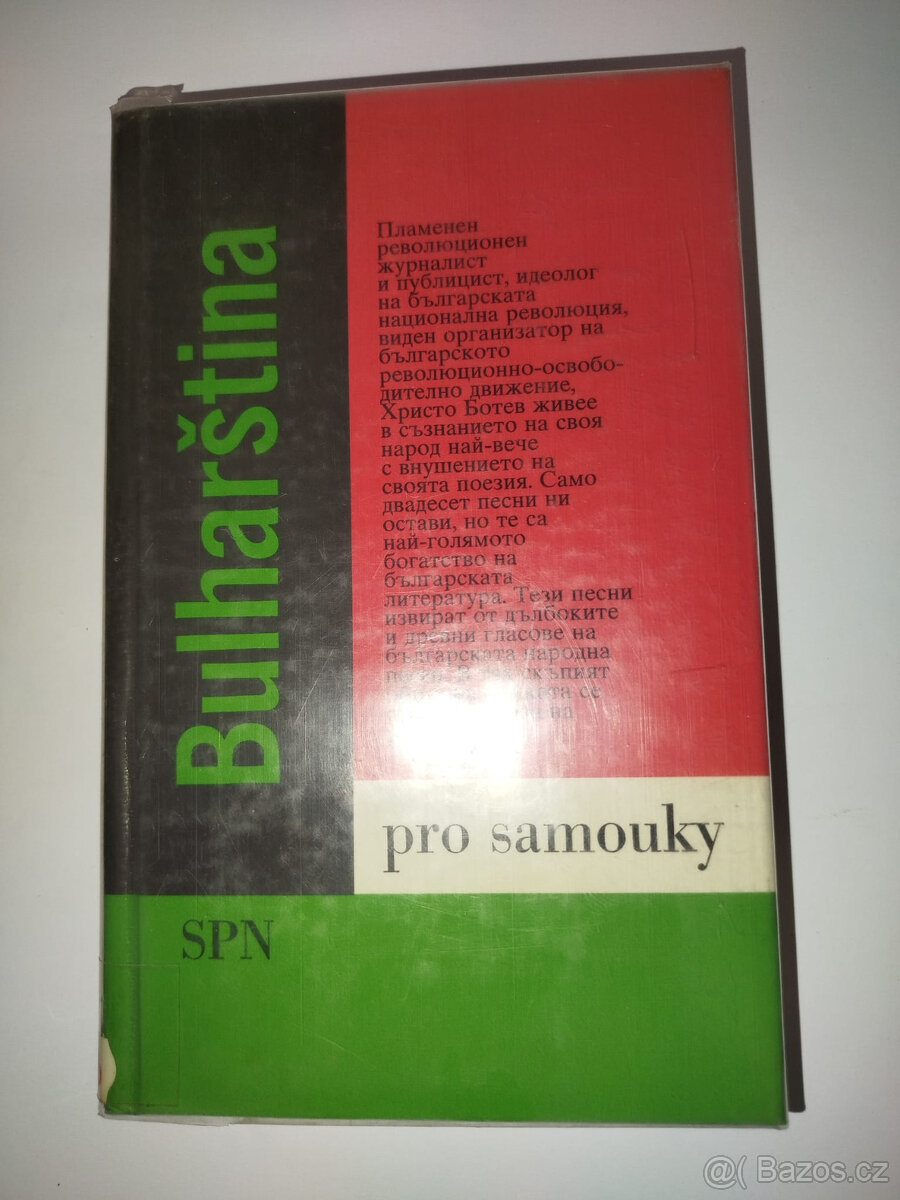 Bulharština
Пламенен
революционен
журналист
и публицист, идеолог
на българската
национална революция,
виден организатор на
българското
революционно-освобо-
дително движение,
Христо Ботев живее
в съзнанието на своя
народ най-вече
с внушението на
своята поезия. Само
двадесет песни ни
остави, но те са
най-голямото
богатство на
българската
литература. Тези песни
извират от дълбоките
и древни гласове на
българската народна
се
на
pro samouky
SPN
@( Bazos.cz